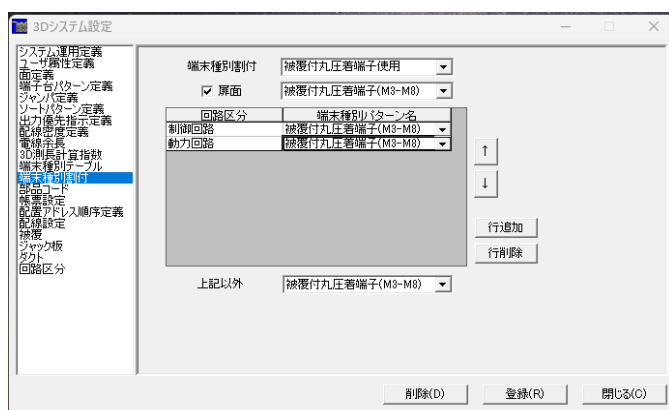 3Dシステム設定
システム運用定義
ユーザ属性定義
面定義
端子台パターン定義
ジャンパ定義
ソートパターン定義
出力優先指示定義
配線密度定義
電線余長
3D測長計算指数
端末種別テーブル
端末種別割付
部品コード
帳票設定
配置アドレス順序定義
配線設定
被覆
ジャック板
ダクト
回路区分
端末種別割付 被覆付丸圧着端子使用
扉面 被覆付丸圧着端子(M3-M8)
回路区分 端末種別パターン名
制御回路 被覆付丸圧着端子(M3-M8)
動力回路 被覆付丸圧着端子(M3-M8)
↑
↓
行追加
行削除
上記以外 被覆付丸圧着端子(M3-M8)
削除(D) 登録(R) 閉じる(C)